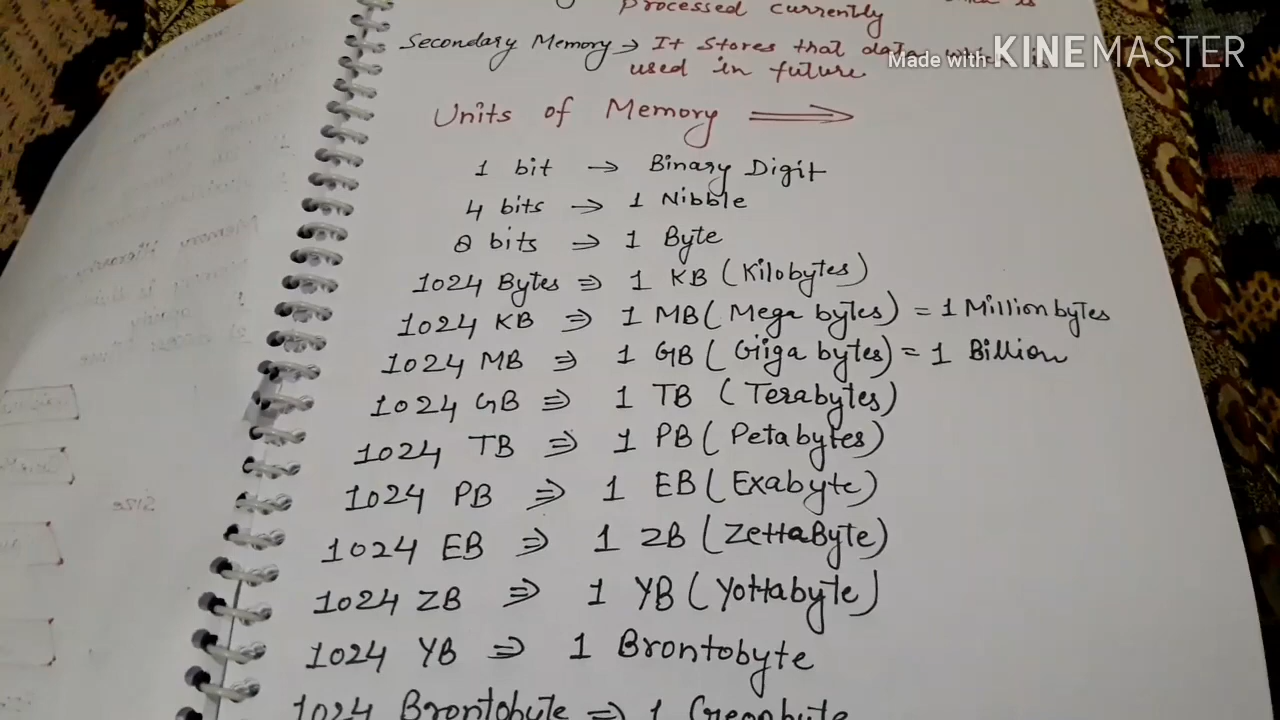 processed currently
Secondary Memory → It stores that data which is
used in future
Made with KINEMASTER
Units of Memory ⟹
1 bit → Binary Digit
4 bits → 1 Nibble
8 bits ⇒ 1 Byte
1024 Bytes ⇒ 1 KB (Kilobytes)
1024 KB ⇒ 1 MB (Mega bytes) = 1 Million bytes
1024 MB ⇒ 1 GB (Giiga bytes) = 1 Billion
1024 GB ⇒ 1 TB (Terabytes)
1024 TB ⇒ 1 PB (Petabytes)
1024 PB ⇒ 1 EB (Exabyte)
1024 EB ⇒ 1 ZB (ZettaByte)
1024 ZB ⇒ 1 YB (Yottabyte)
1024 YB ⇒ 1 Brontobyte
1024 Brontobyte ⇒ 1